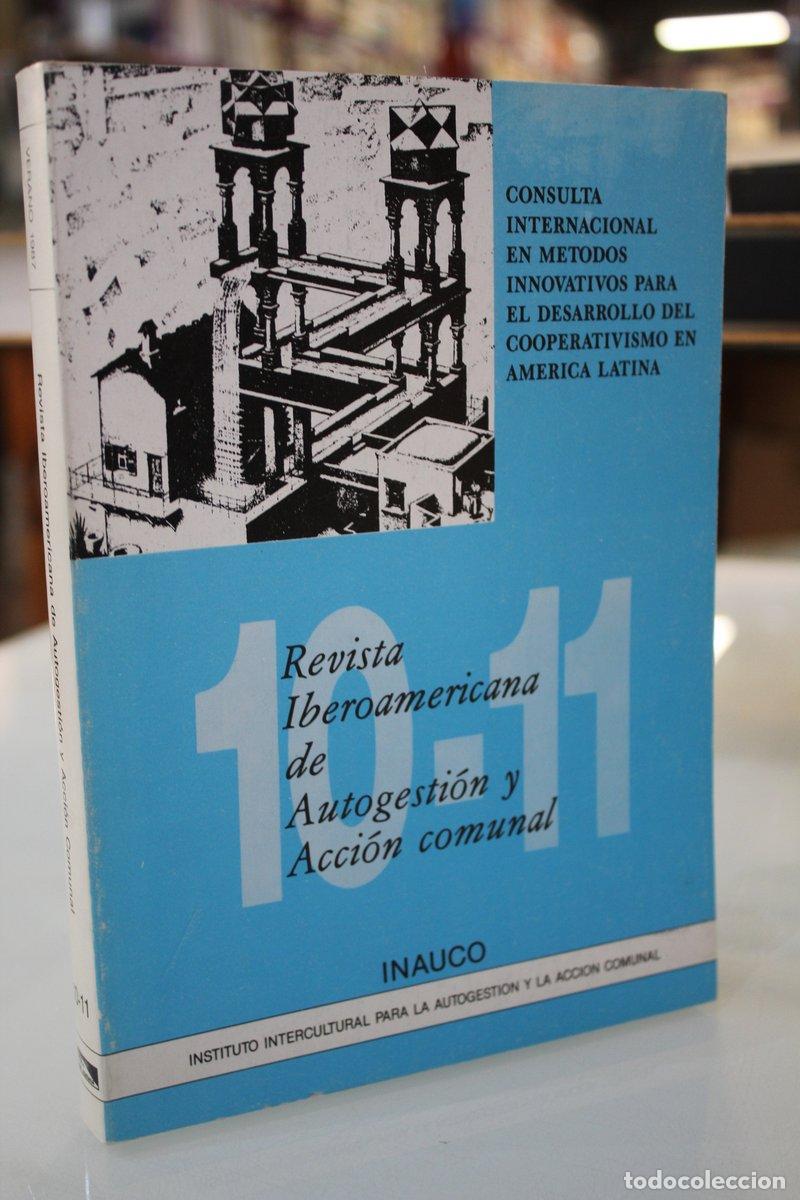 CONSULTA
INTERNACIONAL
EN METODOS
INNOVATIVOS PARA
EL DESARROLLO DEL
COOPERATIVISMO EN
AMERICA LATINA
10-11
Revista
Iberoamericana
de
Autogestión y
Acción comunal
INAUCO
INSTITUTO INTERCULTURAL PARA LA AUTOGESTION Y LA ACCION COMUNAL
VERANO 1987
Revista Iberoamericana de Autogestión y Acción Comunal
10-11
todocoleccion